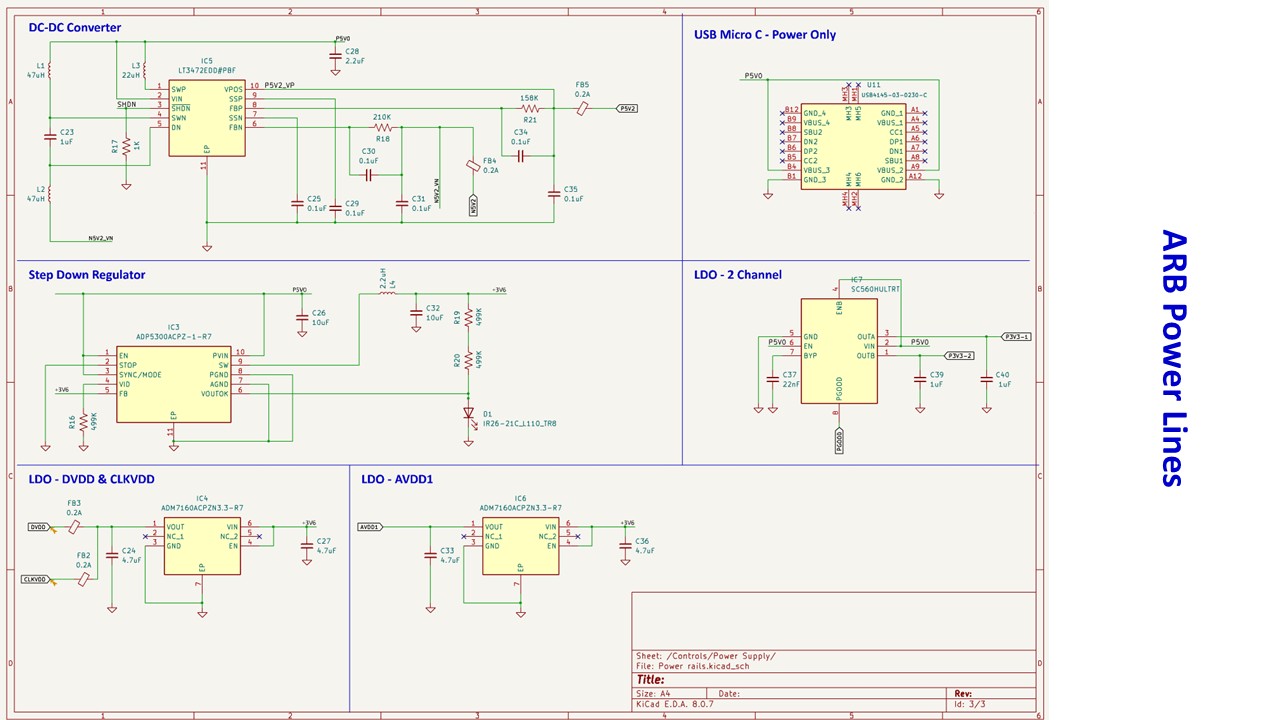 1 2 3 4 5 6
A
B
C
D
DC-DC Converter
P5V0
C28
2.2uF
L1
47uH
L3
22uH
IC5
LT3472EDD#PBF
1 SWP
2 VIN
3 SHDN
4 SWN
5 DN
VPOS 10
SSP 9
FBP 8
SSN 7
FBN 6
11
P5V2_VP
SHDN
C23
1uF
R17
1K
L2
47uH
N5V2_VN
210K
R18
C30
0.1uF
C25
0.1uF
C29
0.1uF
C31
0.1uF
N5V2_VN
FB4
0.2A
N5V2
158K
R21
C34
0.1uF
C35
0.1uF
FB5
0.2A
P5V2
USB Micro C - Power Only
P5V0
U11
USB4145-03-0230-C
MH3
MH1
MH3
MH5
B12 GND_4
B9 VBUS_4
B8 SBU2
B7 DN2
B6 DP2
B5 CC2
B4 VBUS_3
B1 GND_3
GND_1 A1
VBUS_1 A4
CC1 A5
DP1 A6
DN1 A7
SBU1 A8
VBUS_2 A9
GND_2 A12
MH4
MH6
MH4
MH2
Step Down Regulator
P5V0
C26
10uF
2.2uH
L4
+3V6
C32
10uF
R19
499K
R20
499K
IC3
ADP5300ACPZ-1-R7
1 EN
2 STOP
3 SYNC/MODE
4 VID
5 FB
PVIN 10
SW 9
PGND 8
AGND 7
VOUTOK 6
EP
11
+3V6
R16
499K
D1
IR26-21C_L110_TR8
LDO - 2 Channel
IC7
SC560HULTRT
4
ENB
5 GND
6 EN
7 BYP
OUTA 3
VIN 2
OUTB 1
PGOOD
8
P5V0
P5V0
P3V3-1
P3V3-2
C37
22nF
C39
1uF
C40
1uF
PGOOD
LDO - DVDD & CLKVDD
FB3
0.2A
DVDD
FB2
0.2A
CLKVDD
C24
4.7uF
IC4
ADM7160ACPZN3.3-R7
1 VOUT
2 NC_1
3 GND
VIN 6
NC_2 5
EN 4
EP
7
+3V6
C27
4.7uF
LDO - AVDD1
AVDD1
C33
4.7uF
IC6
ADM7160ACPZN3.3-R7
1 VOUT
2 NC_1
3 GND
VIN 6
NC_2 5
EN 4
EP
7
+3V6
C36
4.7uF
Sheet: /Controls/Power Supply/
File: Power rails.kicad_sch
Title:
Size: A4 Date: Rev:
KiCad E.D.A. 8.0.7 Id: 3/3
1 2 3 4 5 6
ARB Power Lines